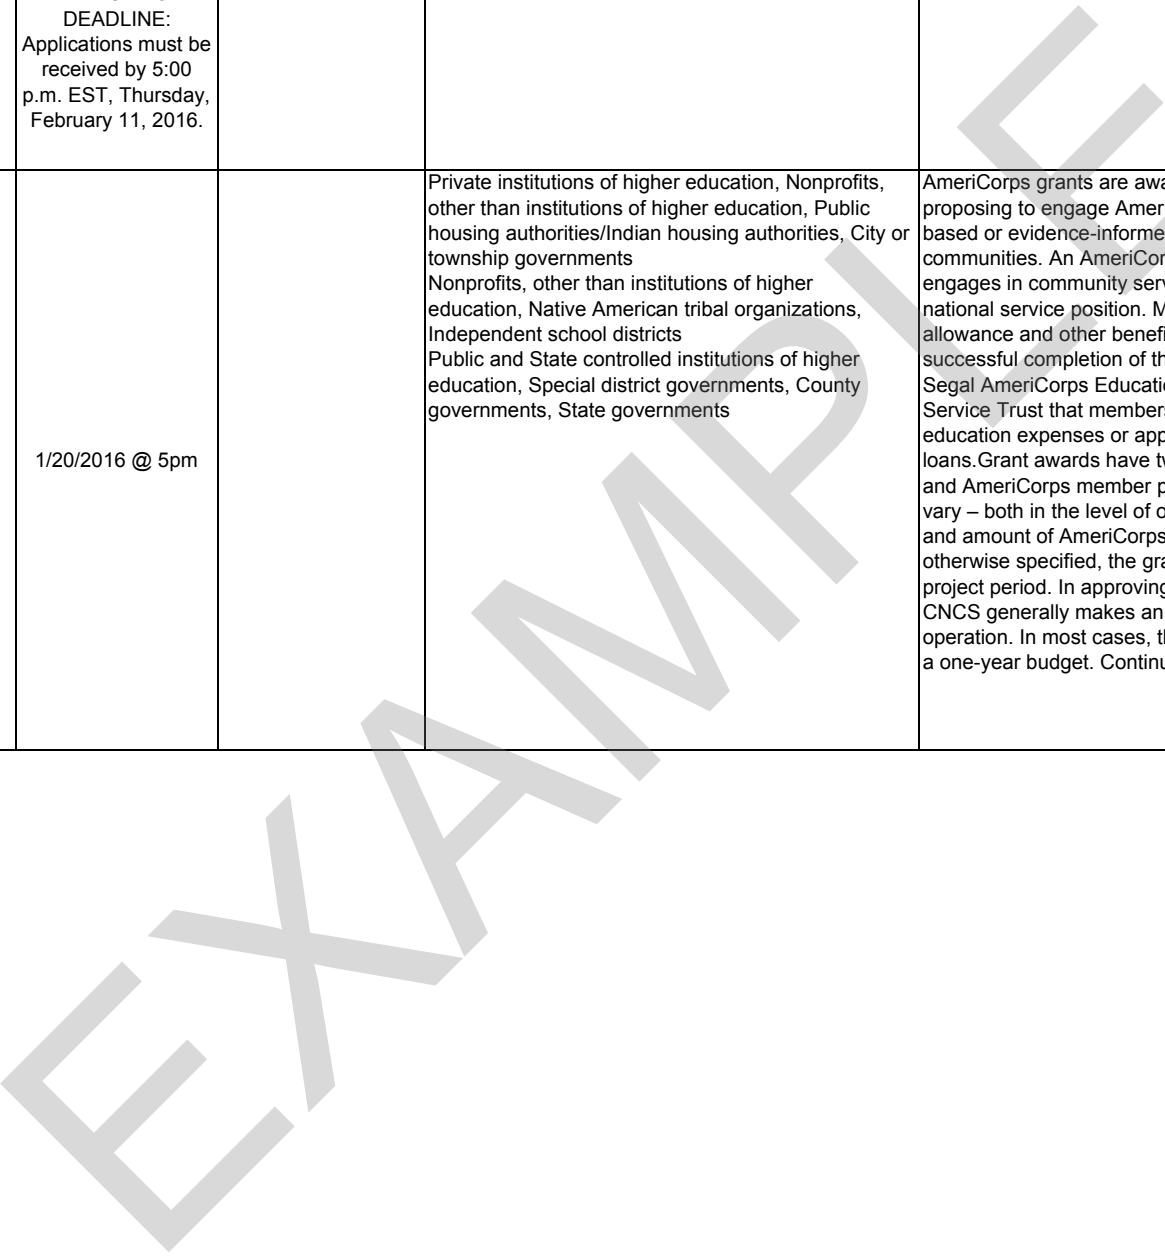 DEADLINE:
Applications must be
received by 5:00
p.m. EST, Thursday,
February 11, 2016.
1/20/2016 @ 5pm
Private institutions of higher education, Nonprofits,
other than institutions of higher education, Public
housing authorities/Indian housing authorities, City or
township governments
Nonprofits, other than institutions of higher
education, Native American tribal organizations,
Independent school districts
Public and State controlled institutions of higher
education, Special district governments, County
governments, State governments
AmeriCorps grants are awa
proposing to engage Amer
based or evidence-informe
communities. An AmeriCor
engages in community serv
national service position. M
allowance and other benefi
successful completion of th
Segal AmeriCorps Educatio
Service Trust that members
education expenses or app
loans.Grant awards have tw
and AmeriCorps member p
vary – both in the level of o
and amount of AmeriCorps
otherwise specified, the gra
project period. In approving
CNCS generally makes an
operation. In most cases, th
a one-year budget. Continu
EXAMPLE